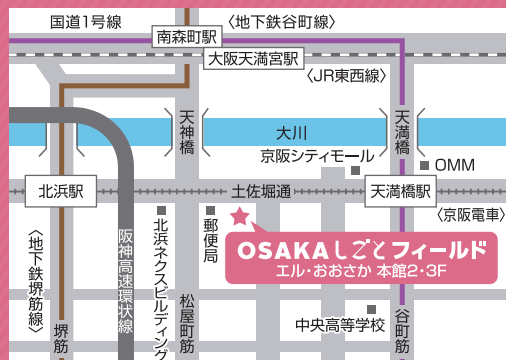 国道1号線
〈地下鉄谷町線〉
南森町駅
大阪天満宮駅
〈JR東西線〉
天神橋
大川
天満橋
京阪シティモール
OMM
北浜駅
土佐堀通
天満橋駅
〈京阪電車〉
〈地下鉄堺筋線〉
阪神高速環状線
北浜ネクスビルディング
郵便局
OSAKAしごとフィールド
エル・おおさか 本館2・3F
堺筋
松屋町筋
中央高等学校
谷町筋